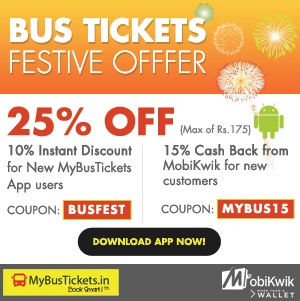 BUS TICKETS
FESTIVE OFFFER
25% OFF (Max of Rs.175)
10% Instant Discount
for New MyBusTickets
App users
COUPON: BUSFEST
15% Cash Back from
MobiKwik for new
customers
COUPON: MYBUS15
DOWNLOAD APP NOW!
MyBusTickets.in
Book Smart!
MobiKwik
MORE THAN A
WALLET